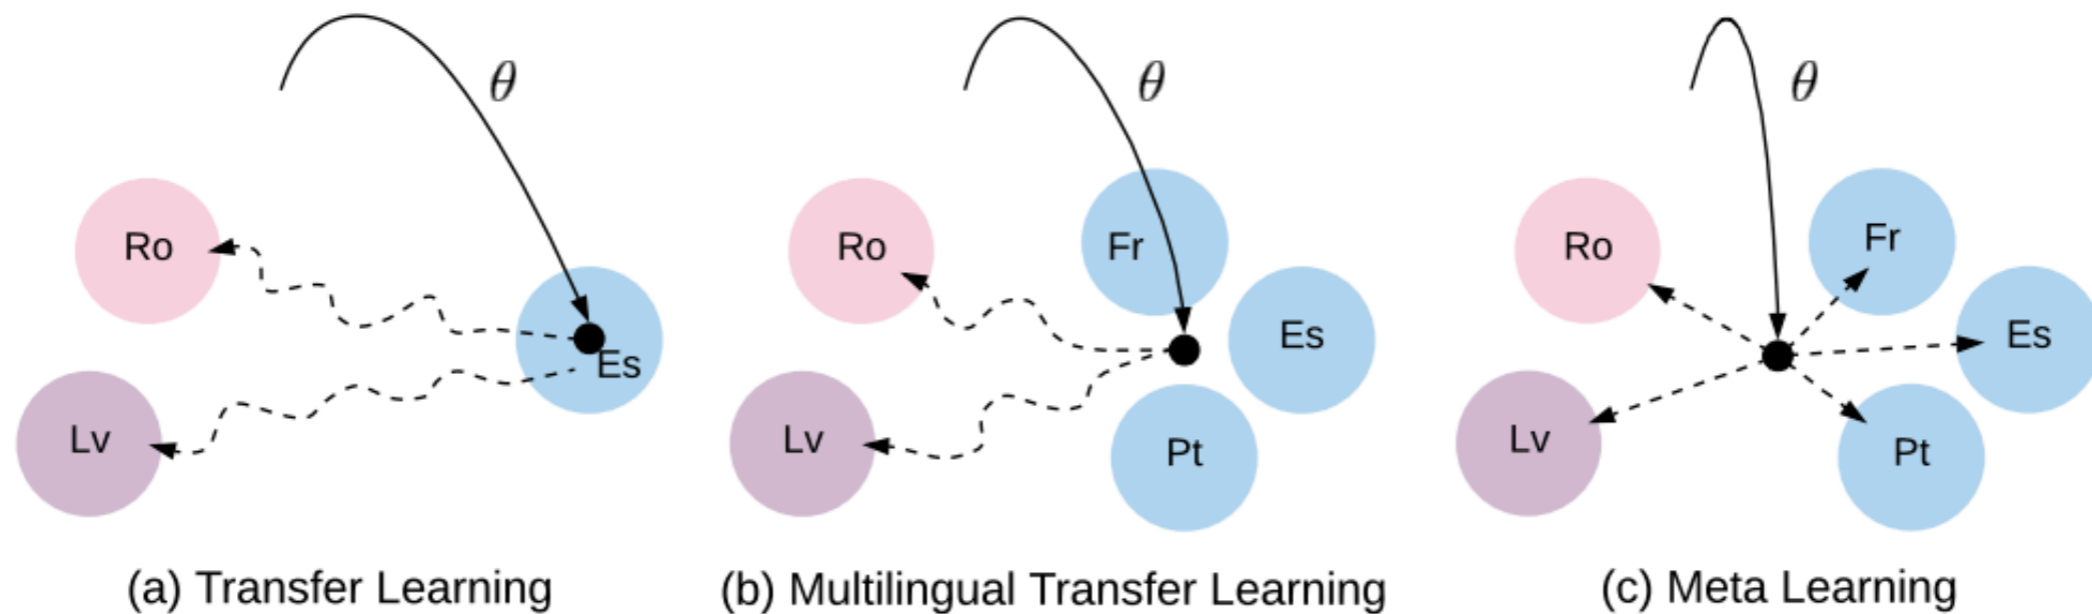 θ
Ro
Es
Lv
(a) Transfer Learning
θ
Ro
Fr
Es
Lv
Pt
(b) Multilingual Transfer Learning
θ
Ro
Fr
Es
Lv
Pt
(c) Meta Learning